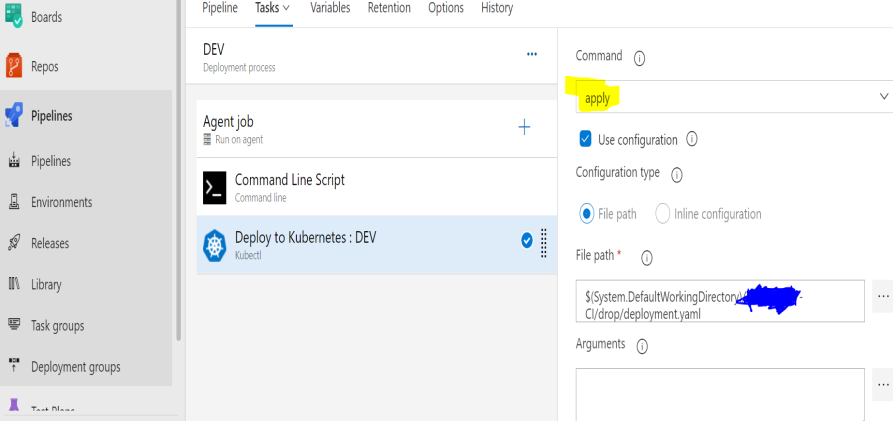 Boards
Repos
Pipelines
Pipelines
Environments
Releases
Library
Task groups
Deployment groups
Test Plans
Pipeline Tasks Variables Retention Options History
DEV
Deployment process
...
Agent job
Run on agent
Command Line Script
Command line
Deploy to Kubernetes : DEV
Kubectl
Command
apply
Use configuration
Configuration type
File path Inline configuration
File path *
$(System.DefaultWorkingDirectory) -
CI/drop/deployment.yaml
...
Arguments
...